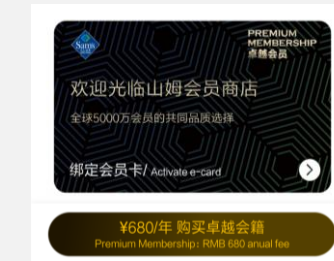 Sam's
PREMIUM
MEMBERSHIP
卓越会员
欢迎光临山姆会员商店
全球5000万会员的共同品质选择
绑定会员卡/ Activate e-card
¥680/年 购买卓越会籍
Premium Membership: RMB 680 anual fee